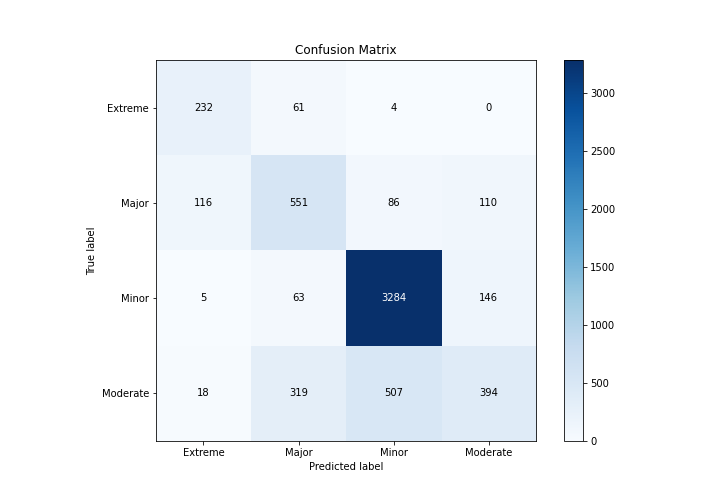 Confusion Matrix
Extreme 232 61 4 0
Major 116 551 86 110
Minor 5 63 3284 146
Moderate 18 319 507 394
Extreme Major Minor Moderate
Predicted label
True label
3000
2500
2000
1500
1000
500
0